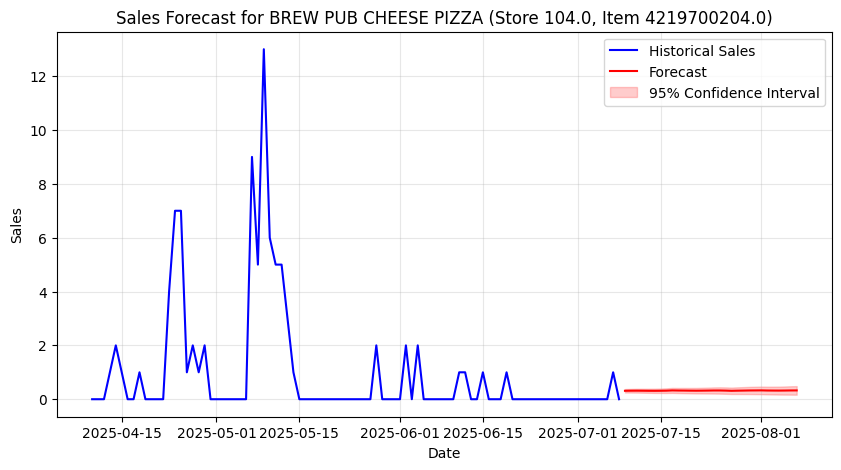 Sales Forecast for BREW PUB CHEESE PIZZA (Store 104.0, Item 4219700204.0)
Historical Sales
Forecast
95% Confidence Interval
12
10
8
6
4
2
0
Sales
2025-04-15 2025-05-01 2025-05-15 2025-06-01 2025-06-15 2025-07-01 2025-07-15 2025-08-01
Date